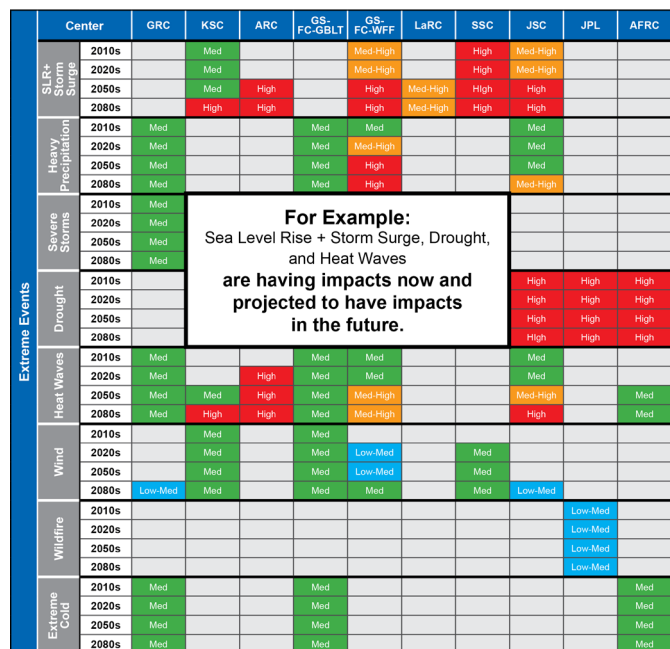 Center GRC KSC ARC GS-FC-GBLT GS-FC-WFF LaRC SSC JSC JPL AFRC
Extreme Events
SLR+ Storm Surge
2010s Med Med-High High Med-High
2020s Med Med-High High Med-High
2050s Med High High Med-High High High
2080s High High High Med-High High High
Heavy Precipitation
2010s Med Med Med Med
2020s Med Med Med-High Med
2050s Med Med High Med
2080s Med Med High Med-High
Severe Storms
2010s Med
2020s Med
2050s Med
2080s Med
For Example:
Sea Level Rise + Storm Surge, Drought,
and Heat Waves
are having impacts now and
projected to have impacts
in the future.
Drought
2010s High High High
2020s High High High
2050s High High High
2080s HIgh High High
Heat Waves
2010s Med Med Med Med
2020s Med High Med Med Med
2050s Med Med High Med Med-High Med-High Med
2080s Med High High Med Med-High High Med
Wind
2010s Med Med
2020s Med Med Low-Med Med
2050s Med Med Low-Med Med
2080s Low-Med Med Med Med Med Low-Med
Wildfire
2010s Low-Med
2020s Low-Med
2050s Low-Med
2080s Low-Med
Extreme Cold
2010s Med Med Med
2020s Med Med Med
2050s Med Med Med
2080s Med Med Med